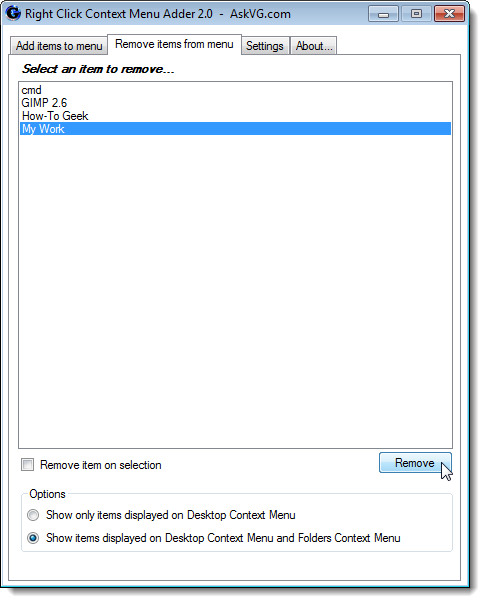 Right Click Context Menu Adder 2.0 - AskVG.com
Add items to menu Remove items from menu Settings About...
Select an item to remove...
cmd
GIMP 2.6
How-To Geek
My Work
Remove item on selection Remove
Options
Show only items displayed on Desktop Context Menu
Show items displayed on Desktop Context Menu and Folders Context Menu